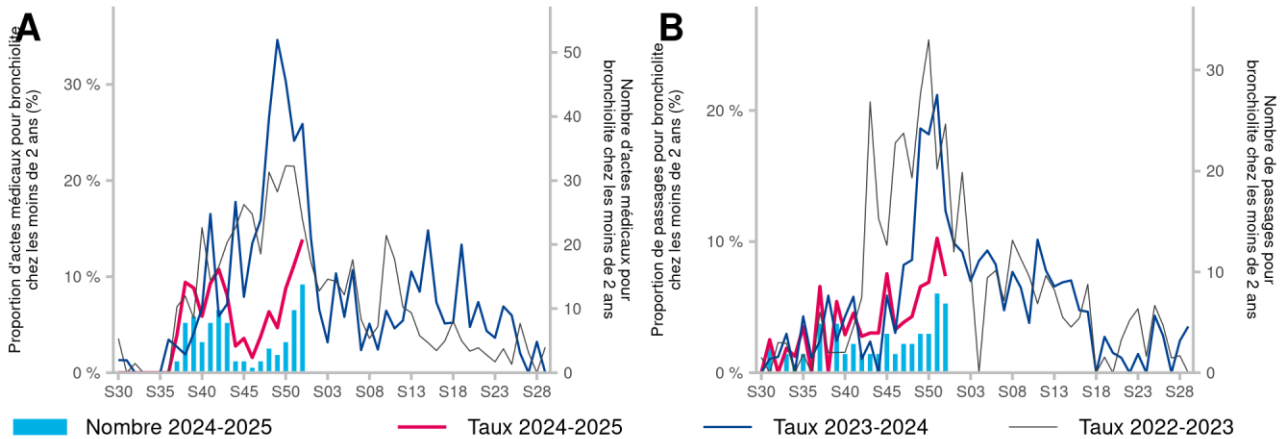 A
Proportion d'actes médicaux pour bronchiolite
chez les moins de 2 ans (%)
30 %
20 %
10 %
0 %
50
40
30
20
10
0
Nombre d'actes médicaux pour
bronchiolite chez les moins de 2 ans
S30
S35
S40
S45
S50
S03
S08
S13
S18
S23
S28
B
Proportion de passages pour bronchiolite
chez les moins de 2 ans (%)
20 %
10 %
0 %
30
20
10
0
Nombre de passages pour
bronchiolite chez les moins de 2 ans
S30
S35
S40
S45
S50
S03
S08
S13
S18
S23
S28
Nombre 2024-2025
Taux 2024-2025
Taux 2023-2024
Taux 2022-2023